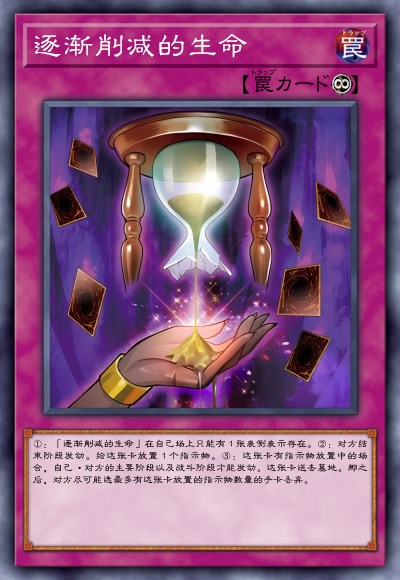 逐渐削减的生命
トラップ
罠
トラップ
【罠カード】
①：「逐渐削减的生命」在自己场上只能有1张表侧表示存在。②：对方结
束阶段发动。给这张卡放置1个指示物。③：这张卡有指示物放置中的场
合，自己·对方的主要阶段以及战斗阶段才能发动。这张卡送去墓地。那之
后，对方尽可能选最多有这张卡放置的指示物数量的手卡丢弃。